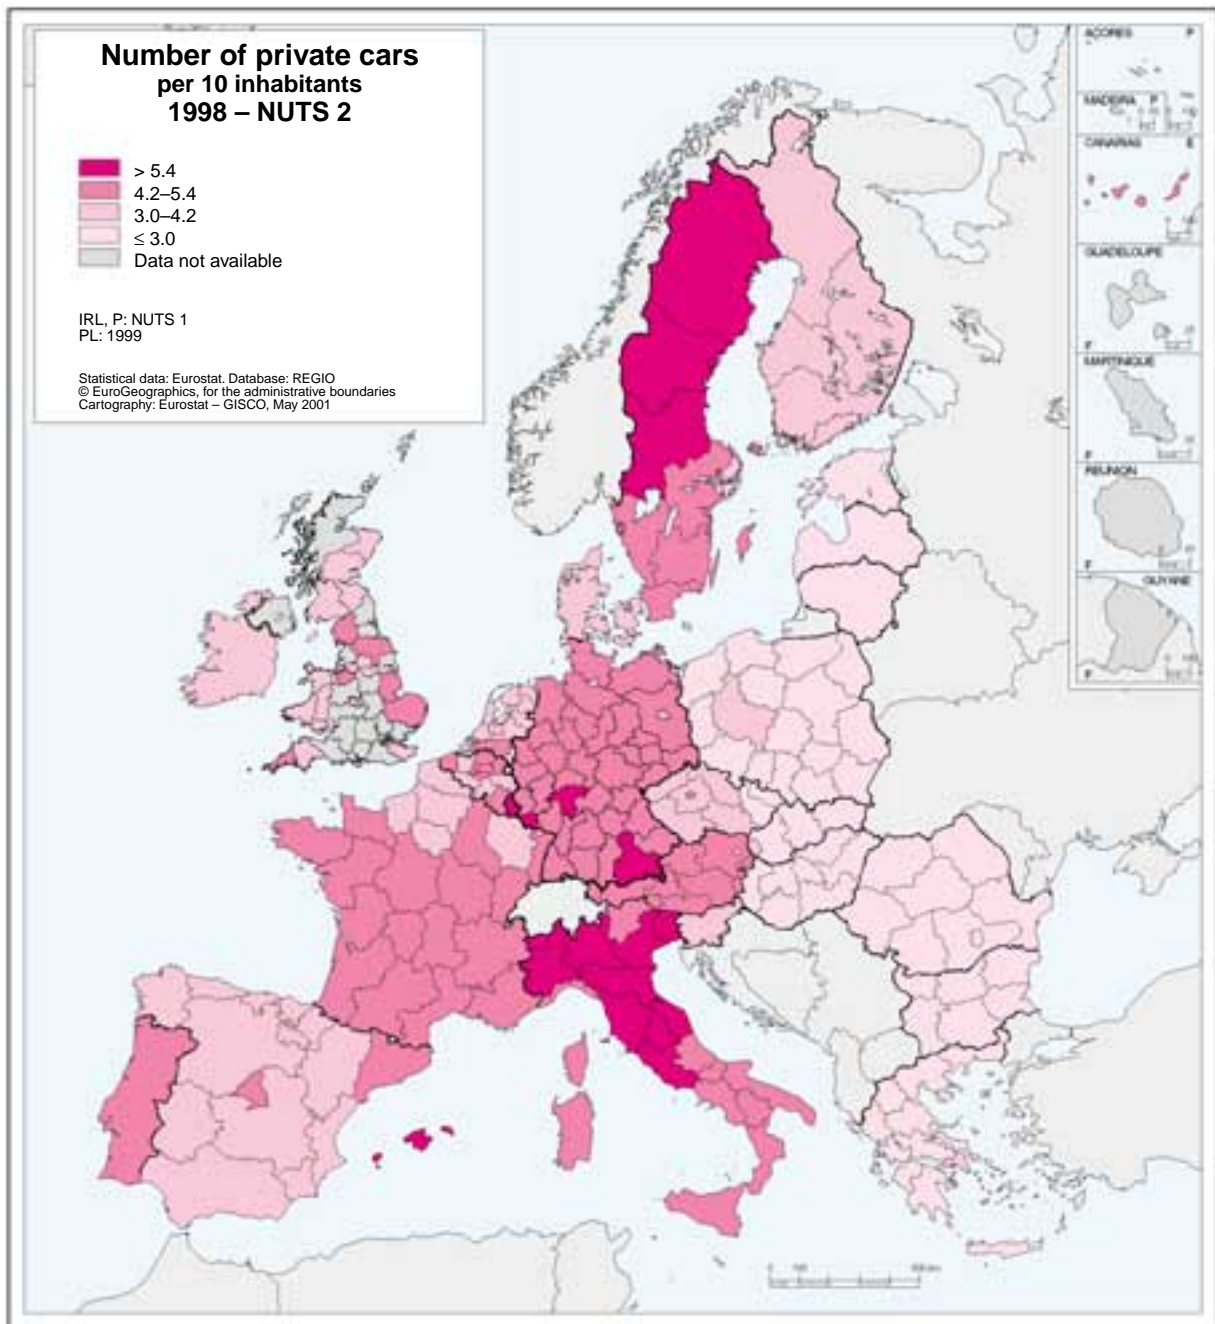 Number of private cars
per 10 inhabitants
1998 – NUTS 2
> 5.4
4.2–5.4
3.0–4.2
≤ 3.0
Data not available
IRL, P: NUTS 1
PL: 1999
Statistical data: Eurostat. Database: REGIO
© EuroGeographics, for the administrative boundaries
Cartography: Eurostat – GISCO, May 2001
AÇORES P
MADEIRA P
CANARIAS E
GUADELOUPE
F
MARTINIQUE
F
REUNION
F
GUYANE
F